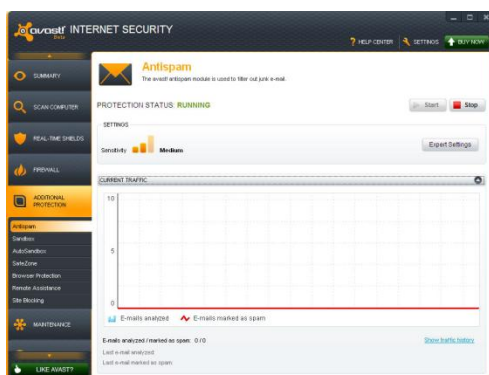 avast! INTERNET SECURITY
Beta
HELP CENTER
SETTINGS
BUY NOW
SUMMARY
SCAN COMPUTER
REAL-TIME SHIELDS
FIREWALL
ADDITIONAL PROTECTION
Antispam
Sandbox
AutoSandbox
SafeZone
Browser Protection
Remote Assistance
Site Blocking
MAINTENANCE
LIKE AVAST?
Antispam
The avast! antispam module is used to filter out junk e-mail.
PROTECTION STATUS: RUNNING
Start
Stop
SETTINGS
Sensitivity
Medium
Expert Settings
CURRENT TRAFFIC
10
5
0
E-mails analyzed
E-mails marked as spam
E-mails analyzed / marked as spam: 0 / 0
Show traffic history
Last e-mail analyzed:
Last e-mail marked as spam: